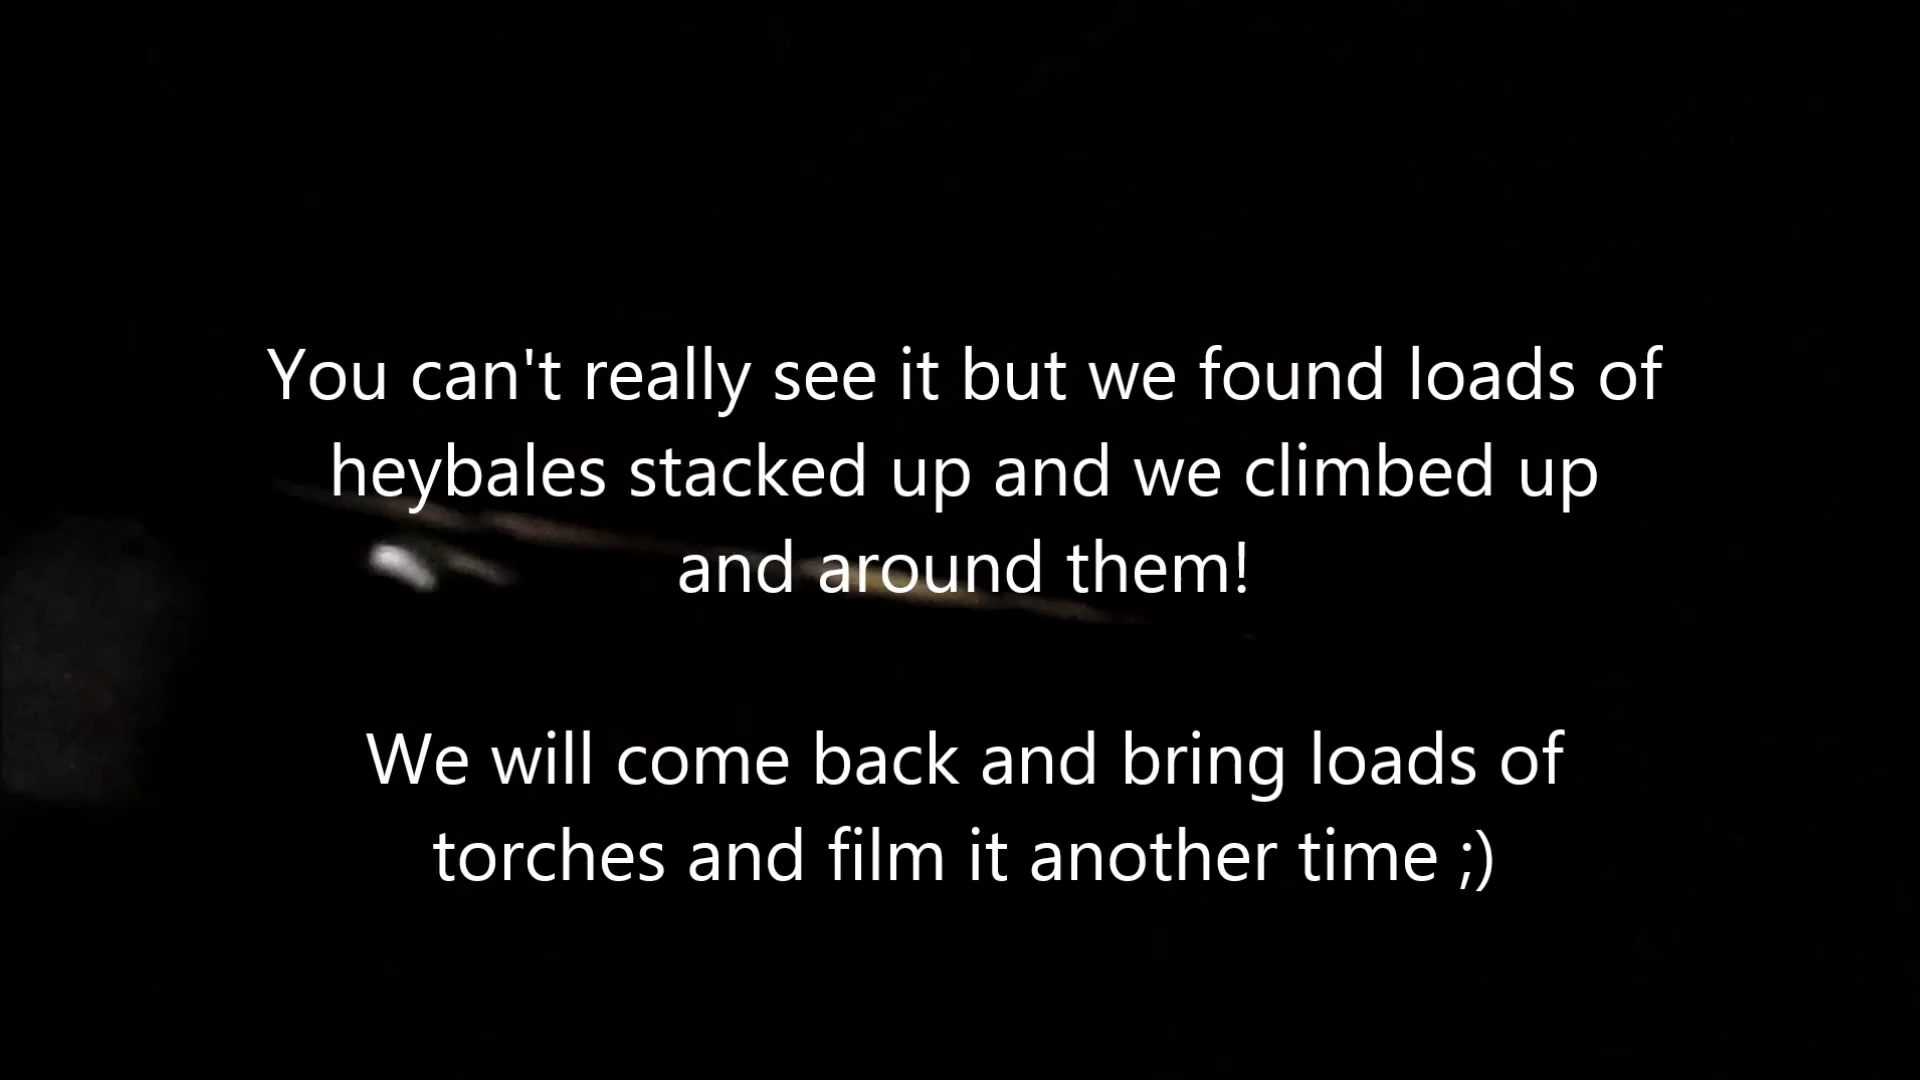 You can't really see it but we found loads of
heybales stacked up and we climbed up
and around them!
We will come back and bring loads of
torches and film it another time ;)